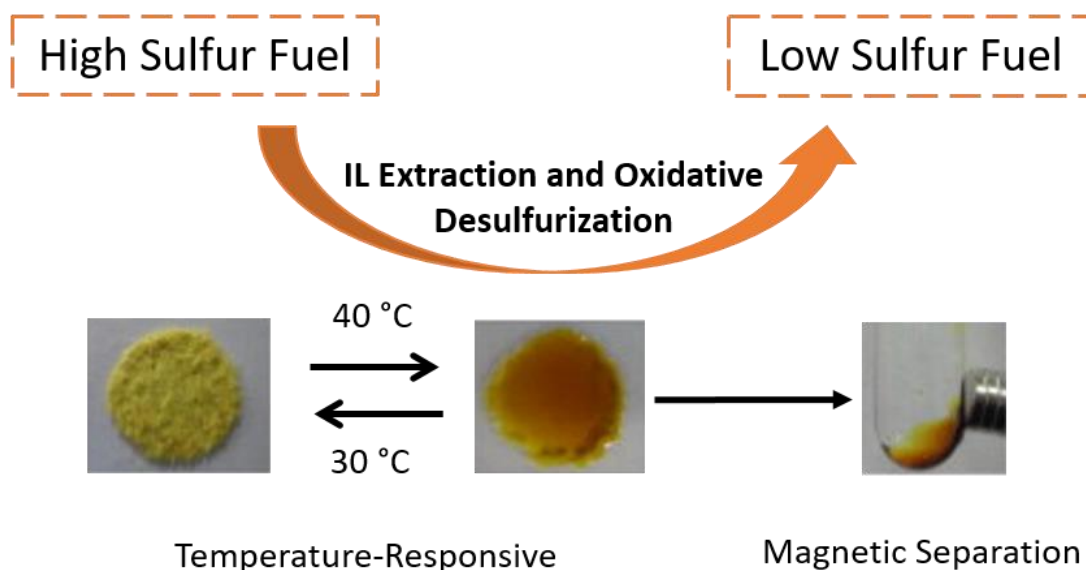 High Sulfur Fuel
Low Sulfur Fuel
IL Extraction and Oxidative
Desulfurization
40 °C
30 °C
Temperature-Responsive
Magnetic Separation